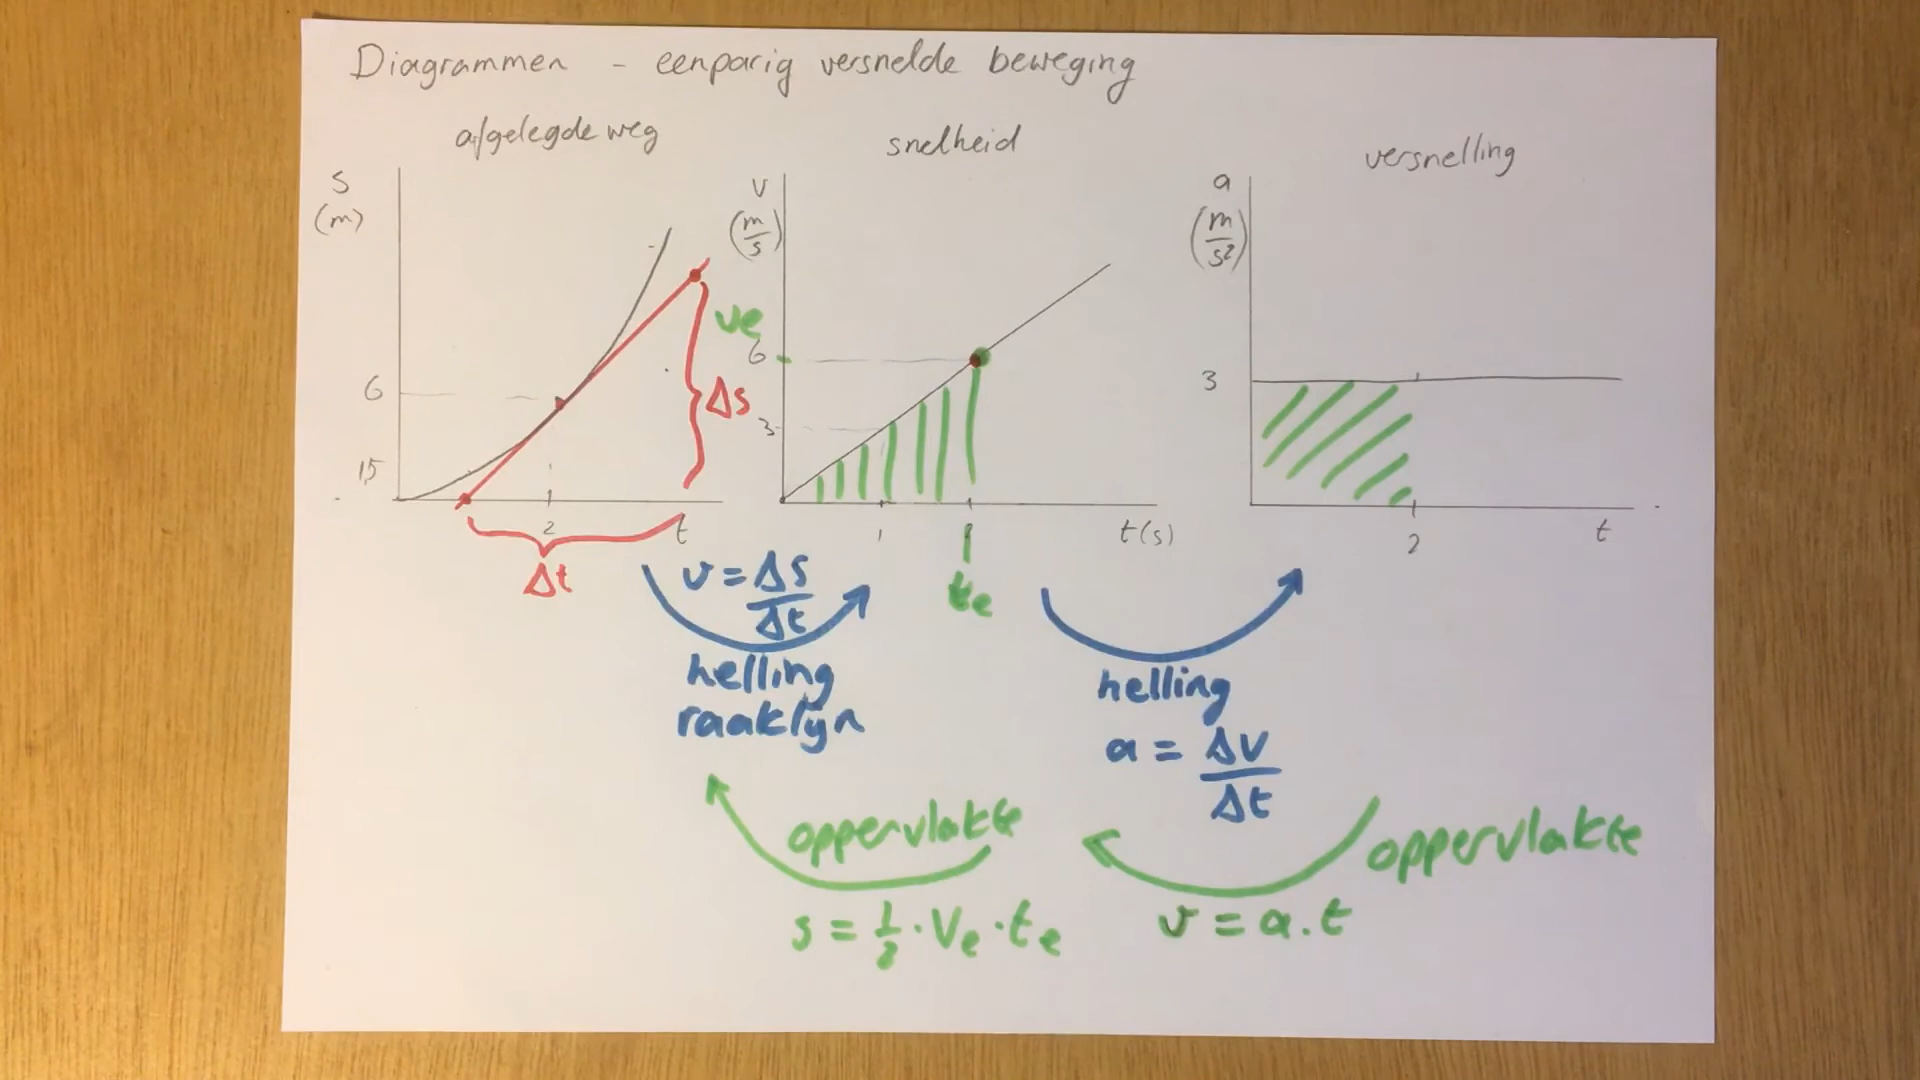 Diagrammen - eenparig versnelde beweging
afgelegde weg
s
(m)
6
1,5
2
t
Δs
Δt
snelheid
v
(m/s)
ve
6
3
1
te
t(s)
versnelling
a
(m/s²)
3
2
t
v = Δs/Δt
helling
raaklijn
helling
a = Δv/Δt
oppervlakte
s = ½ · Ve · te
oppervlakte
v = a . t